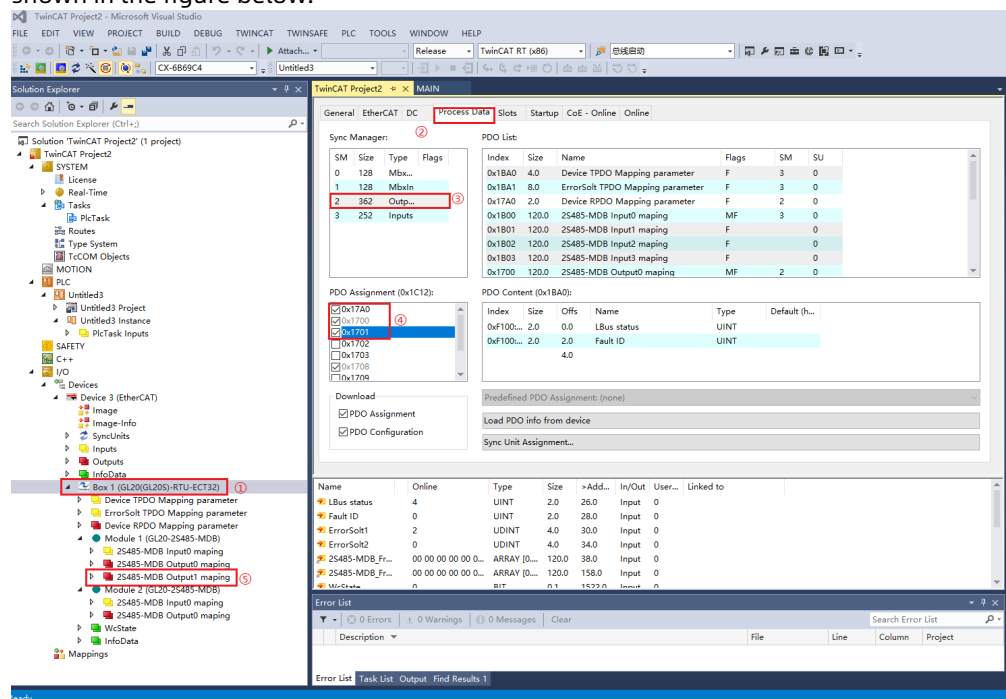 shown in the figure below.
TwinCAT Project2 - Microsoft Visual Studio
FILE EDIT VIEW PROJECT BUILD DEBUG TWINCAT TWINSAFE PLC TOOLS WINDOW HELP
Attach... Release TwinCAT RT (x86) 总线启动
CX-6B69C4 Untitled3
Solution Explorer
Search Solution Explorer (Ctrl+;)
Solution 'TwinCAT Project2' (1 project)
TwinCAT Project2
SYSTEM
License
Real-Time
Tasks
PlcTask
Routes
Type System
TcCOM Objects
MOTION
PLC
Untitled3
Untitled3 Project
Untitled3 Instance
PlcTask Inputs
SAFETY
C++
I/O
Devices
Device 3 (EtherCAT)
Image
Image-Info
SyncUnits
Inputs
Outputs
InfoData
Box 1 (GL20(GL20S)-RTU-ECT32) ①
Device TPDO Mapping parameter
ErrorSolt TPDO Mapping parameter
Device RPDO Mapping parameter
Module 1 (GL20-2S485-MDB)
2S485-MDB Input0 maping
2S485-MDB Output0 maping
2S485-MDB Output1 maping ⑤
Module 2 (GL20-2S485-MDB)
2S485-MDB Input0 maping
2S485-MDB Output0 maping
WcState
InfoData
Mappings
TwinCAT Project2 MAIN
General EtherCAT DC Process Data Slots Startup CoE - Online Online
②
Sync Manager:
SM Size Type Flags
0 128 Mbx...
1 128 MbxIn
2 362 Outp... ③
3 252 Inputs
PDO List:
Index Size Name Flags SM SU
0x1BA0 4.0 Device TPDO Mapping parameter F 3 0
0x1BA1 8.0 ErrorSolt TPDO Mapping parameter F 3 0
0x17A0 2.0 Device RPDO Mapping parameter F 2 0
0x1B00 120.0 2S485-MDB Input0 maping MF 3 0
0x1B01 120.0 2S485-MDB Input1 maping F 0
0x1B02 120.0 2S485-MDB Input2 maping F 0
0x1B03 120.0 2S485-MDB Input3 maping F 0
0x1700 120.0 2S485-MDB Output0 maping MF 2 0
PDO Assignment (0x1C12):
0x17A0
0x1700 ④
0x1701
0x1702
0x1703
0x1708
0x1709
PDO Content (0x1BA0):
Index Size Offs Name Type Default (h...
0xF100:... 2.0 0.0 LBus status UINT
0xF100:... 2.0 2.0 Fault ID UINT
4.0
Download
PDO Assignment
PDO Configuration
Predefined PDO Assignment: (none)
Load PDO info from device
Sync Unit Assignment...
Name Online Type Size >Add... In/Out User... Linked to
LBus status 4 UINT 2.0 26.0 Input 0
Fault ID 0 UINT 2.0 28.0 Input 0
ErrorSolt1 2 UDINT 4.0 30.0 Input 0
ErrorSolt2 0 UDINT 4.0 34.0 Input 0
2S485-MDB_Fr... 00 00 00 00 00 0... ARRAY [0.... 120.0 38.0 Input 0
2S485-MDB_Fr... 00 00 00 00 00 0... ARRAY [0.... 120.0 158.0 Input 0
WcState 0 BIT 0.1 1522.0 Input 0
Error List
0 Errors 0 Warnings 0 Messages Clear
Search Error List
Description File Line Column Project
Error List Task List Output Find Results 1
Ready